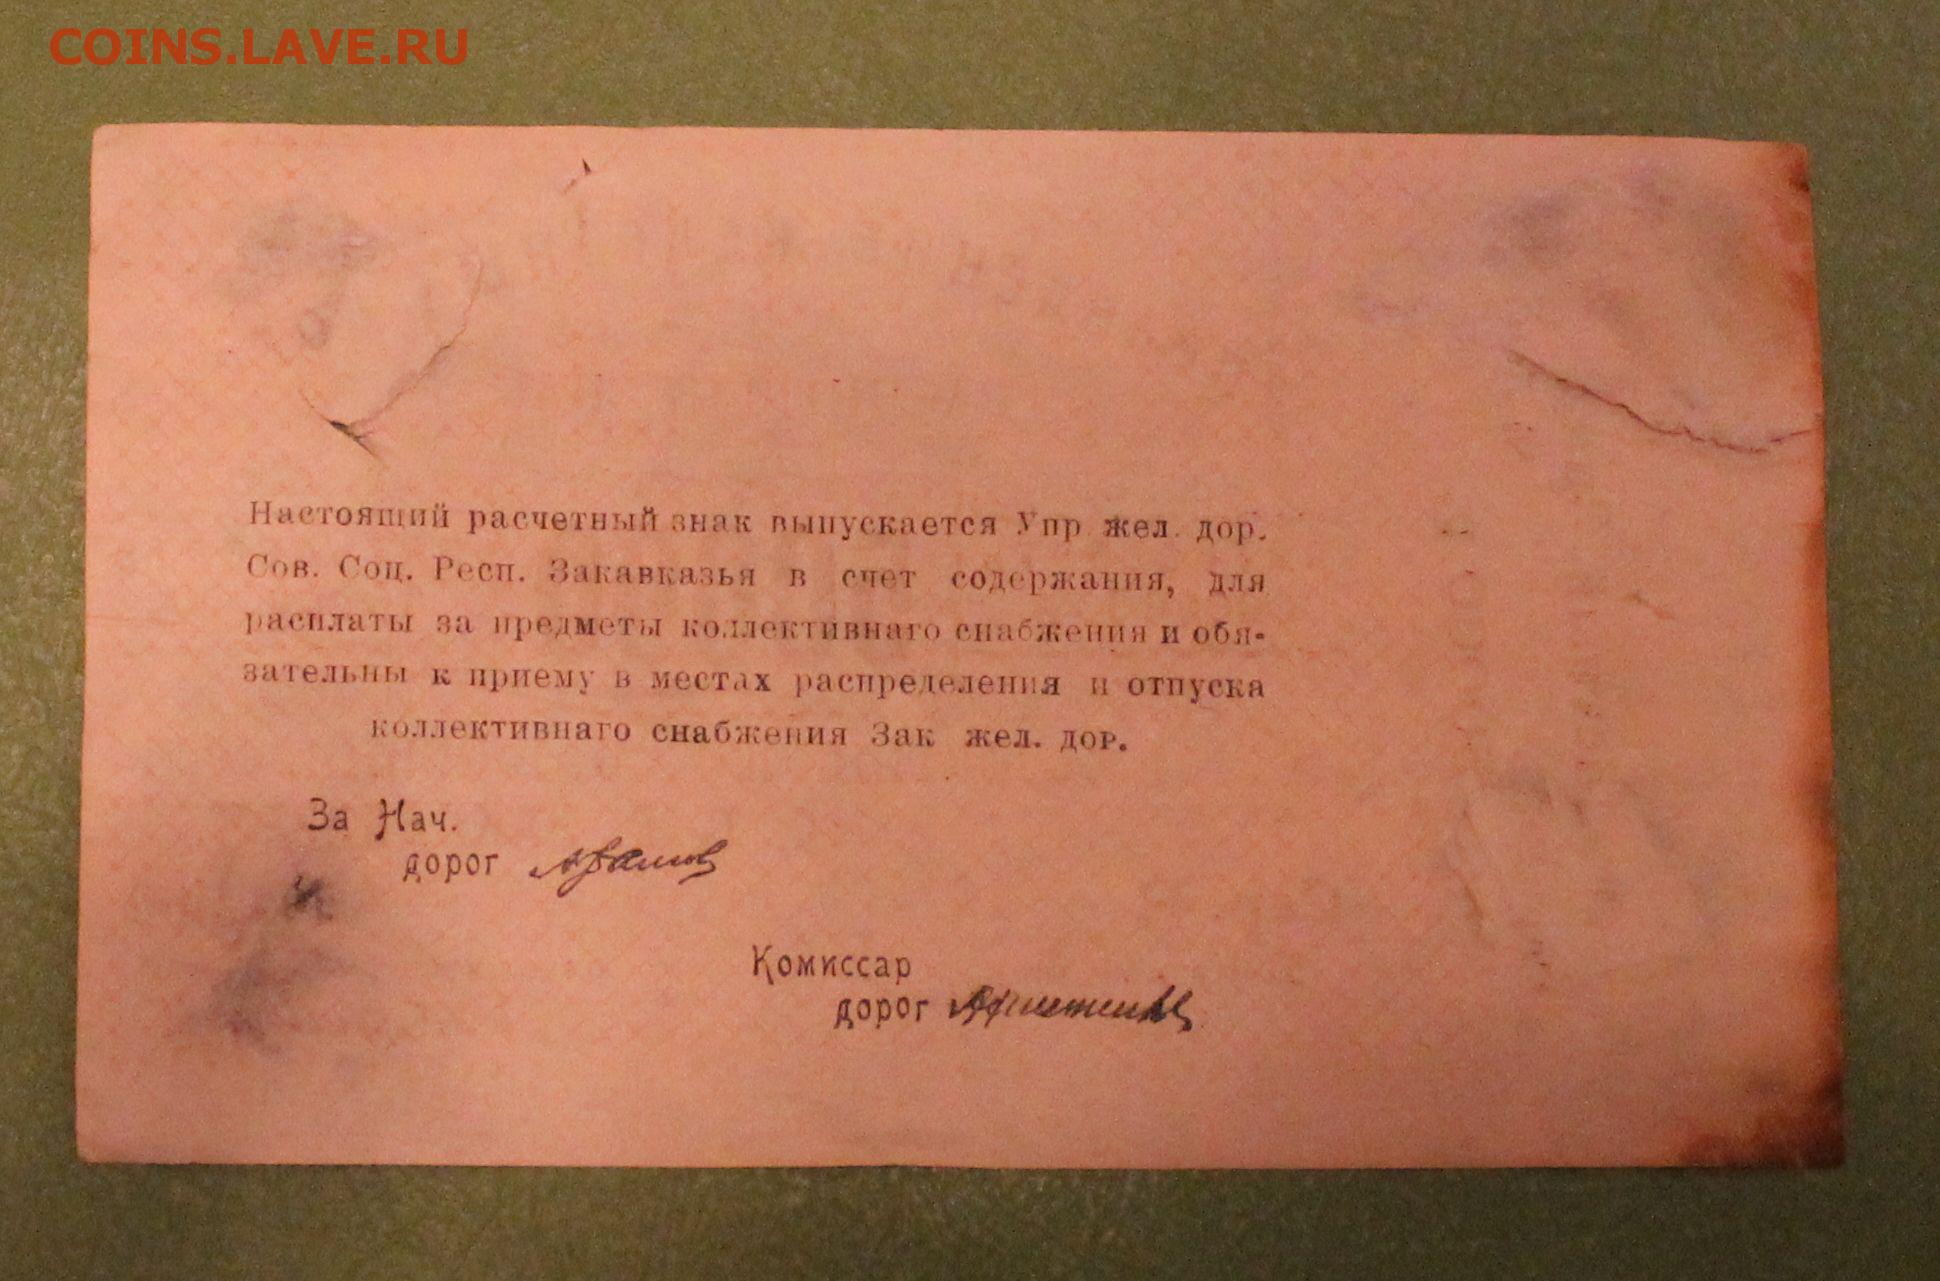 COINS.LAVE.RU
Настоящий расчетный знак выпускается Упр жел. дор.
Сов. Соц. Респ. Закавказья в счет содержания, для
расплаты за предметы коллективнаго снабжения и обя-
зательны к приему в местах распределения и отпуска
коллективнаго снабжения Зак жел. дор.
За Нач.
дорог
Комиссар
дорог